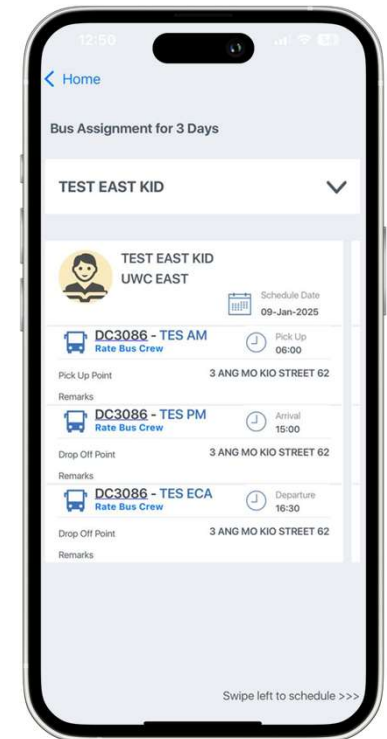 12:50
Home
Bus Assignment for 3 Days
TEST EAST KID
TEST EAST KID
UWC EAST
Schedule Date
09-Jan-2025
DC3086 - TES AM
Rate Bus Crew
Pick Up
06:00
Pick Up Point
3 ANG MO KIO STREET 62
Remarks
DC3086 - TES PM
Rate Bus Crew
Arrival
15:00
Drop Off Point
3 ANG MO KIO STREET 62
Remarks
DC3086 - TES ECA
Rate Bus Crew
Departure
16:30
Drop Off Point
3 ANG MO KIO STREET 62
Remarks
Swipe left to schedule >>>